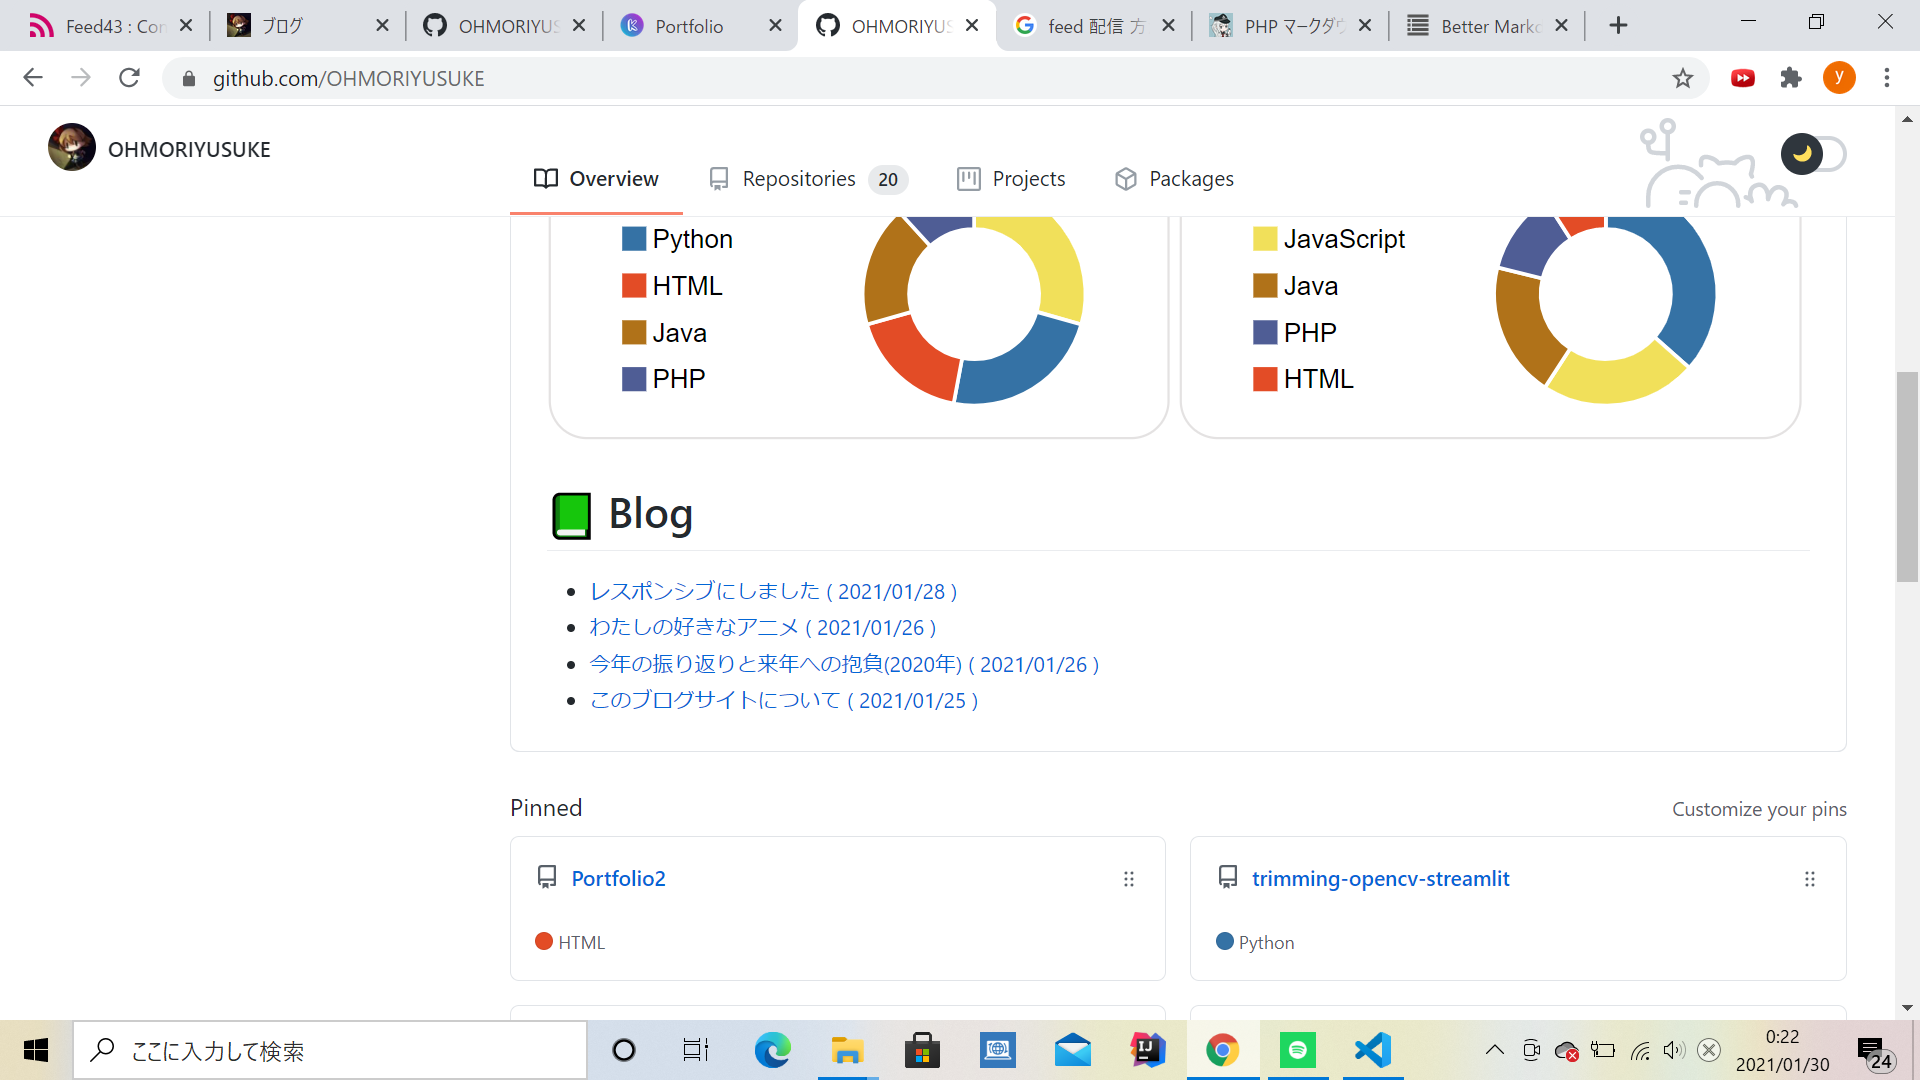 Feed43 : Con
ブログ
OHMORIYUS
Portfolio
OHMORIYUS
feed 配信 方
PHP マークダウ
Better Markd
github.com/OHMORIYUSUKE
y
OHMORIYUSUKE
Overview
Repositories 20
Projects
Packages
Python
HTML
Java
PHP
JavaScript
Java
PHP
HTML
Blog
レスポンシブにしました ( 2021/01/28 )
わたしの好きなアニメ ( 2021/01/26 )
今年の振り返りと来年への抱負(2020年) ( 2021/01/26 )
このブログサイトについて ( 2021/01/25 )
Pinned
Customize your pins
Portfolio2
HTML
trimming-opencv-streamlit
Python
ここに入力して検索
IJ
0:22
2021/01/30
24